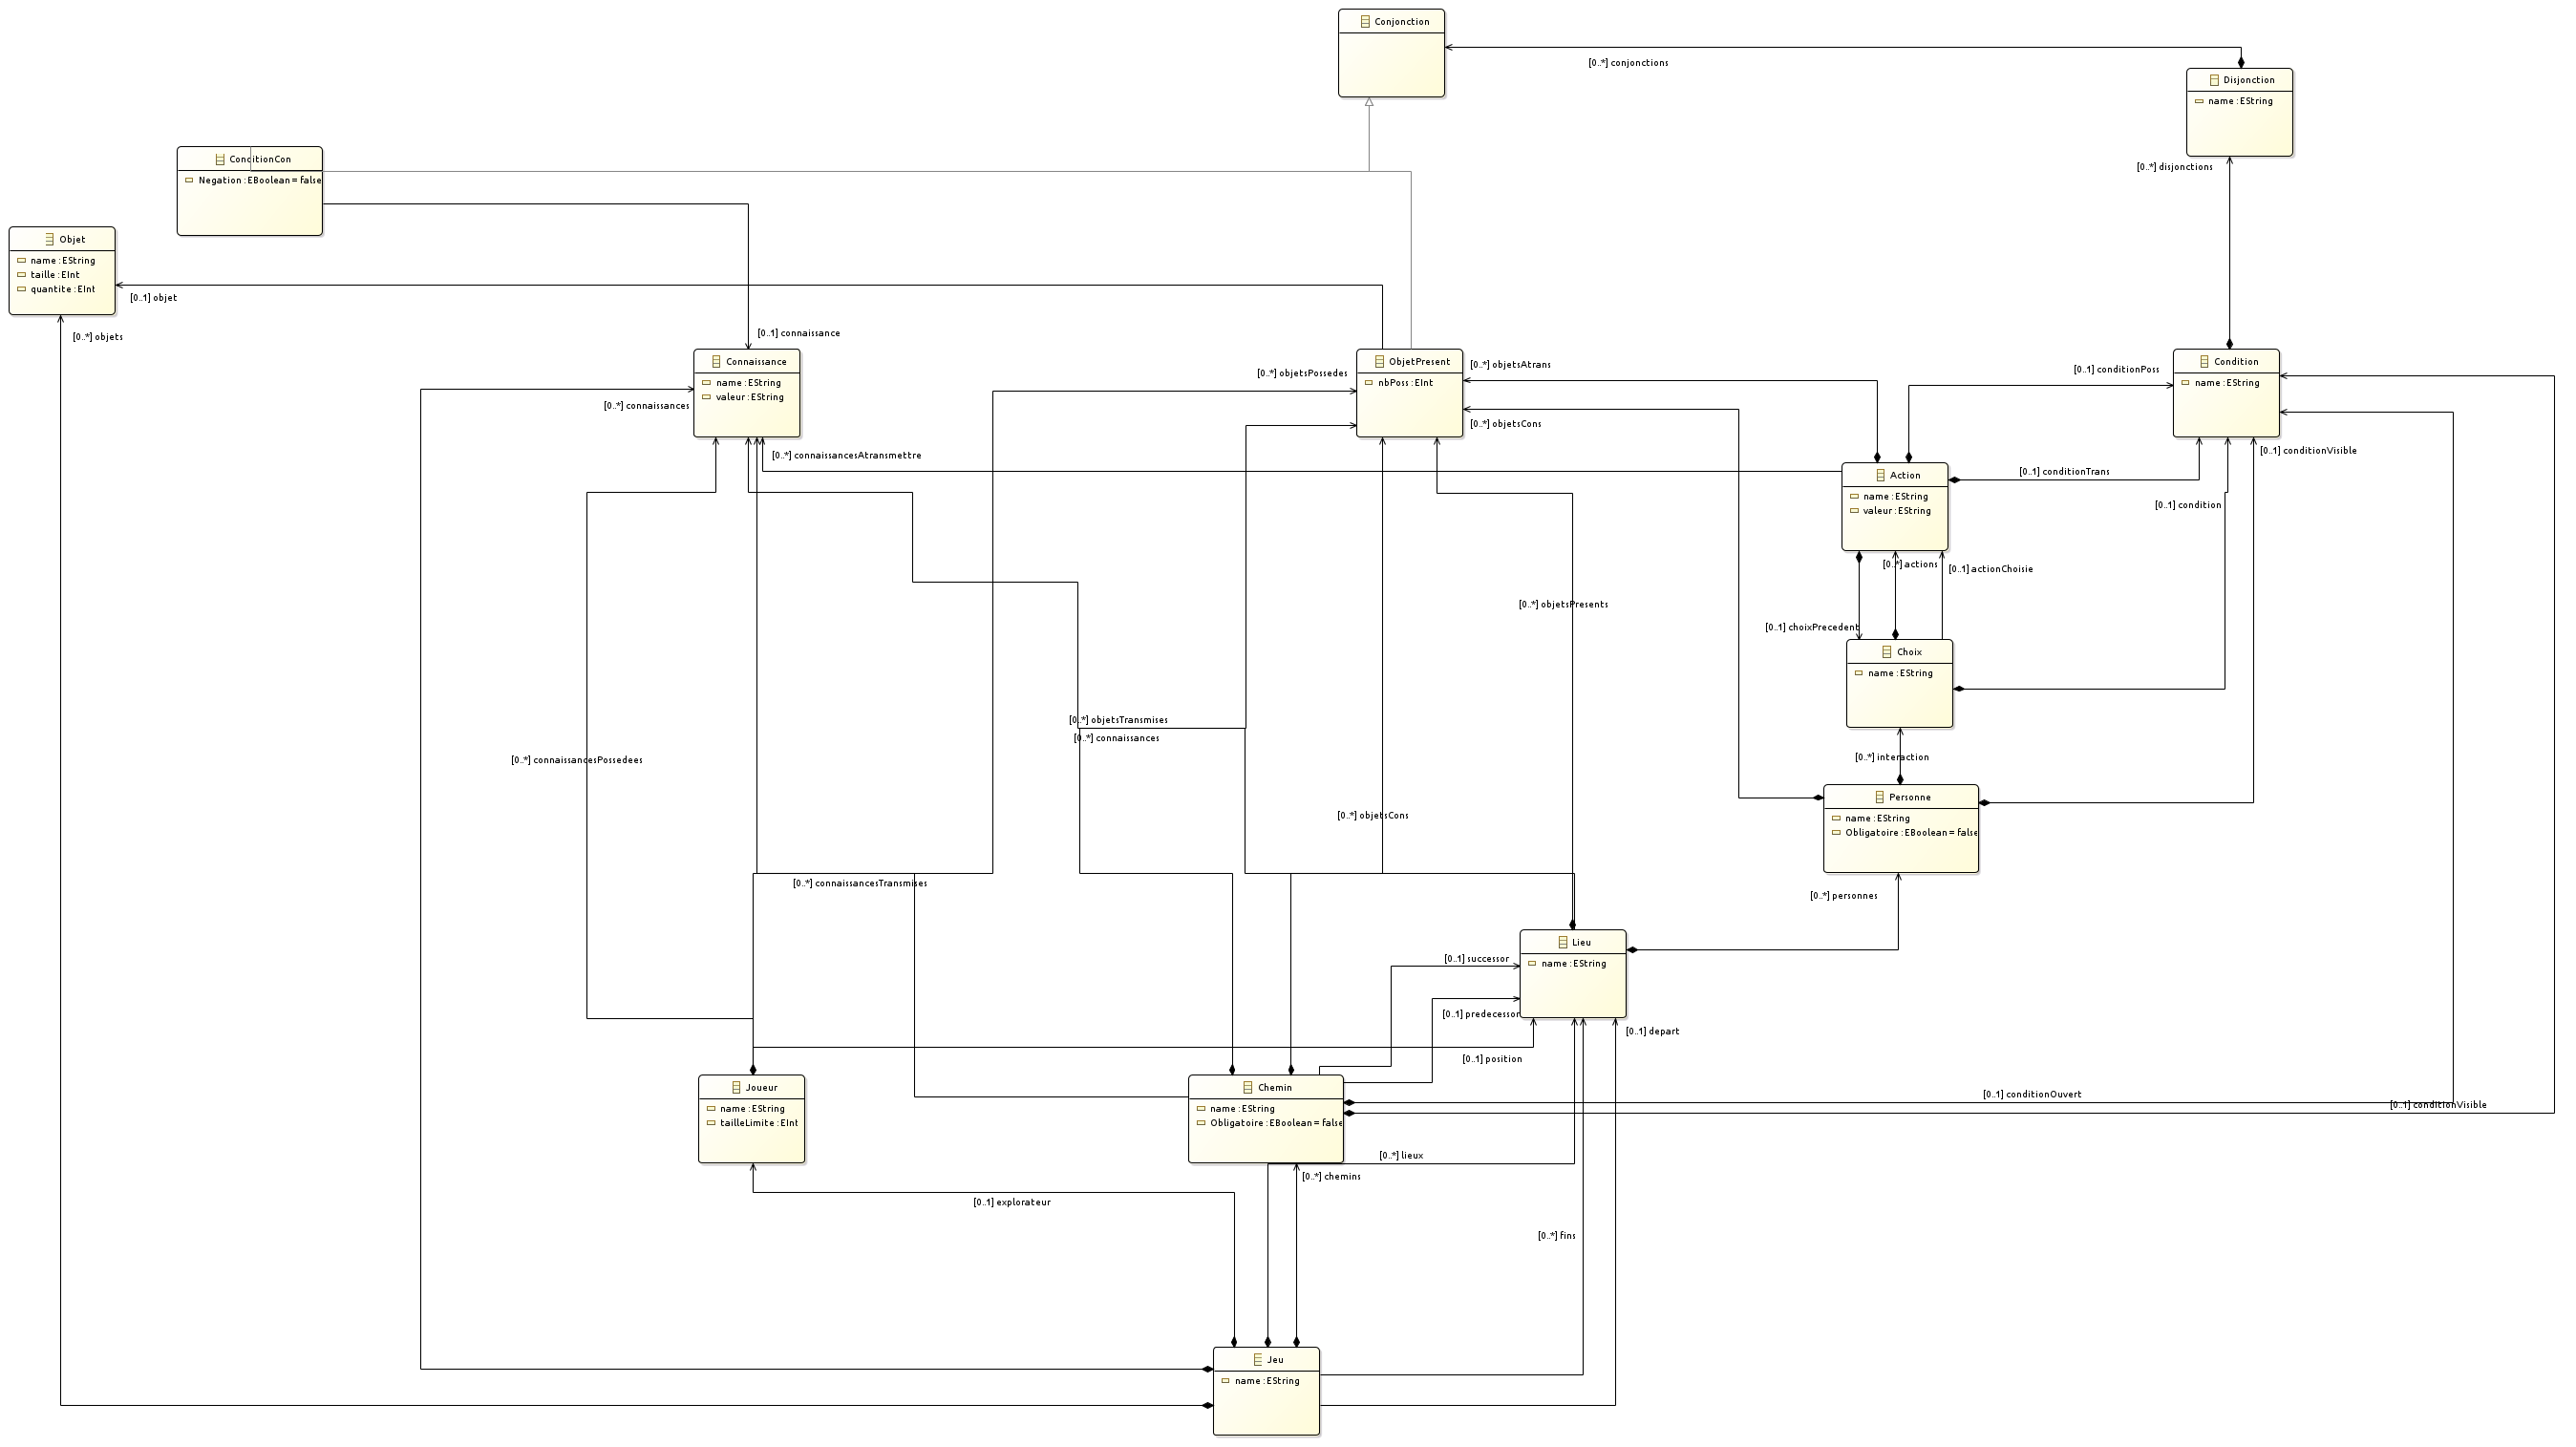 Conjonction
[0..*] conjonctions
Disjonction
name : EString
[0..*] disjonctions
ConditionCon
Negation : EBoolean = false
Objet
name : EString
taille : EInt
quantite : EInt
[0..1] objet
[0..*] objets
[0..1] connaissance
Connaissance
name : EString
valeur : EString
[0..*] connaissances
[0..*] connaissancesAtransmettre
[0..*] objetsPossedes
ObjetPresent
nbPoss : EInt
[0..*] objetsAtrans
[0..*] objetsCons
[0..1] conditionPoss
Condition
name : EString
[0..1] conditionVisible
Action
name : EString
valeur : EString
[0..1] conditionTrans
[0..1] condition
[0..*] actions
[0..1] actionChoisie
[0..*] objetsPresents
[0..1] choixPrecedent
Choix
name : EString
[0..*] objetsTransmises
[0..*] connaissances
[0..*] connaissancesPossedees
[0..*] interaction
Personne
name : EString
Obligatoire : EBoolean = false
[0..*] objetsCons
[0..*] connaissancesTransmises
[0..*] personnes
Lieu
name : EString
[0..1] successor
[0..1] predecessor
[0..1] depart
[0..1] position
Joueur
name : EString
tailleLimite : EInt
Chemin
name : EString
Obligatoire : EBoolean = false
[0..1] conditionOuvert
[0..1] conditionVisible
[0..*] lieux
[0..*] chemins
[0..1] explorateur
[0..*] fins
Jeu
name : EString